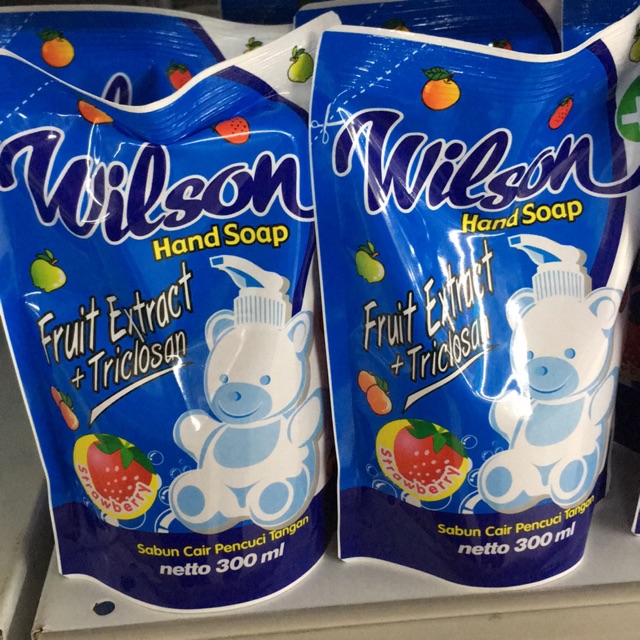 Wilson
Hand Soap
Fruit Extract
+ Triclosan
Strawberry
Sabun Cair Pencuci Tangan
netto 300 ml
Wilson
Hand Soap
Fruit Extract
+ Triclosan
Strawberry
Sabun Cair Pencuci Tangan
netto 300 ml